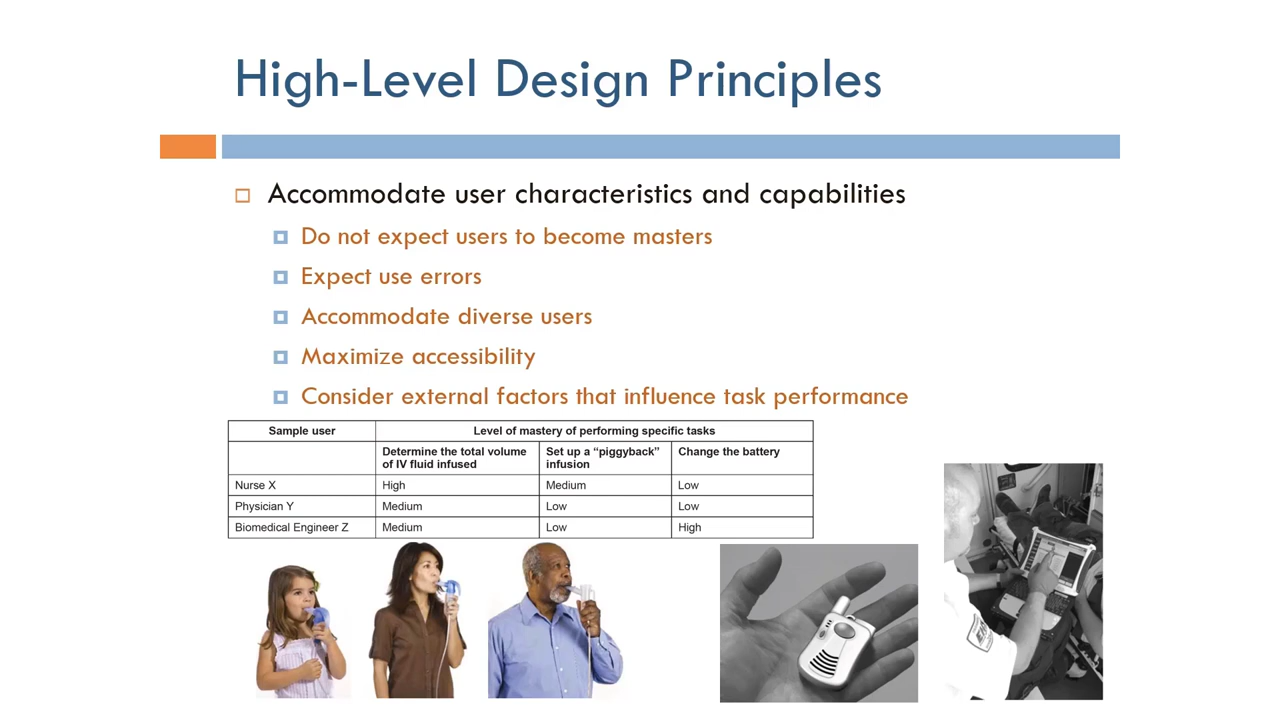 High-Level Design Principles
Accommodate user characteristics and capabilities
Do not expect users to become masters
Expect use errors
Accommodate diverse users
Maximize accessibility
Consider external factors that influence task performance
Sample user Level of mastery of performing specific tasks
Determine the total volume of IV fluid infused Set up a “piggyback” infusion Change the battery
Nurse X High Medium Low
Physician Y Medium Low Low
Biomedical Engineer Z Medium Low High